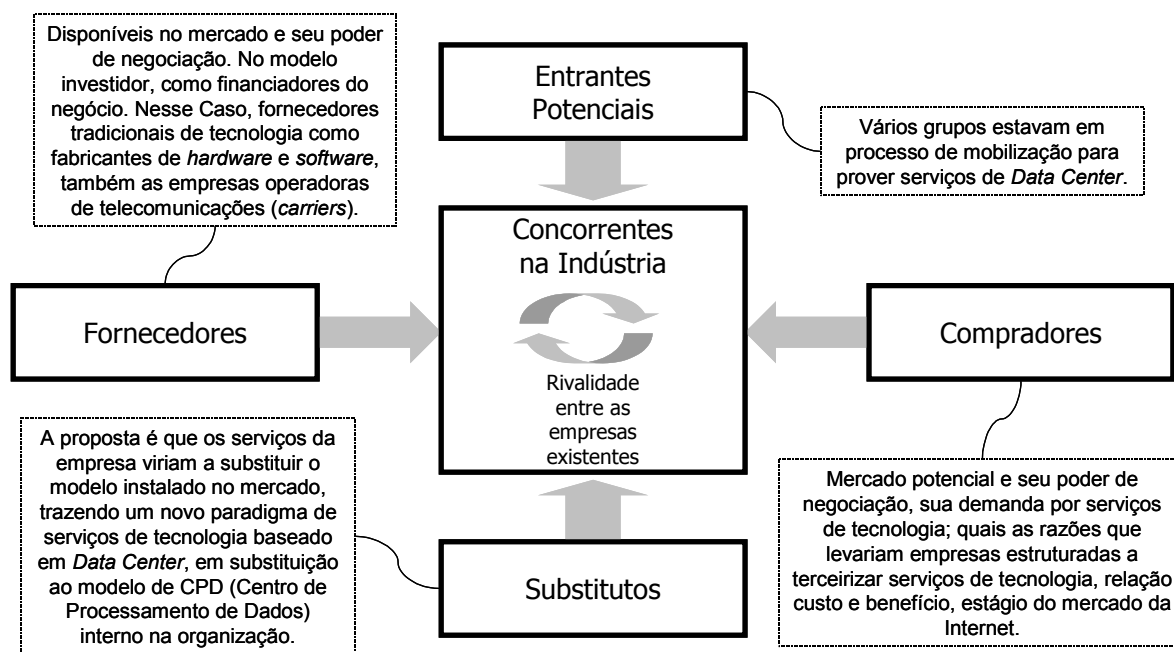 Disponíveis no mercado e seu poder
de negociação. No modelo
investidor, como financiadores do
negócio. Nesse Caso, fornecedores
tradicionais de tecnologia como
fabricantes de hardware e software,
também as empresas operadoras
de telecomunicações (carriers).
Entrantes
Potenciais
Vários grupos estavam em
processo de mobilização para
prover serviços de Data Center.
Fornecedores
Concorrentes
na Indústria
Rivalidade
entre as
empresas
existentes
Compradores
A proposta é que os serviços da
empresa viriam a substituir o
modelo instalado no mercado,
trazendo um novo paradigma de
serviços de tecnologia baseado
em Data Center, em substituição
ao modelo de CPD (Centro de
Processamento de Dados)
interno na organização.
Substitutos
Mercado potencial e seu poder de
negociação, sua demanda por serviços
de tecnologia; quais as razões que
levariam empresas estruturadas a
terceirizar serviços de tecnologia, relação
custo e benefício, estágio do mercado da
Internet.